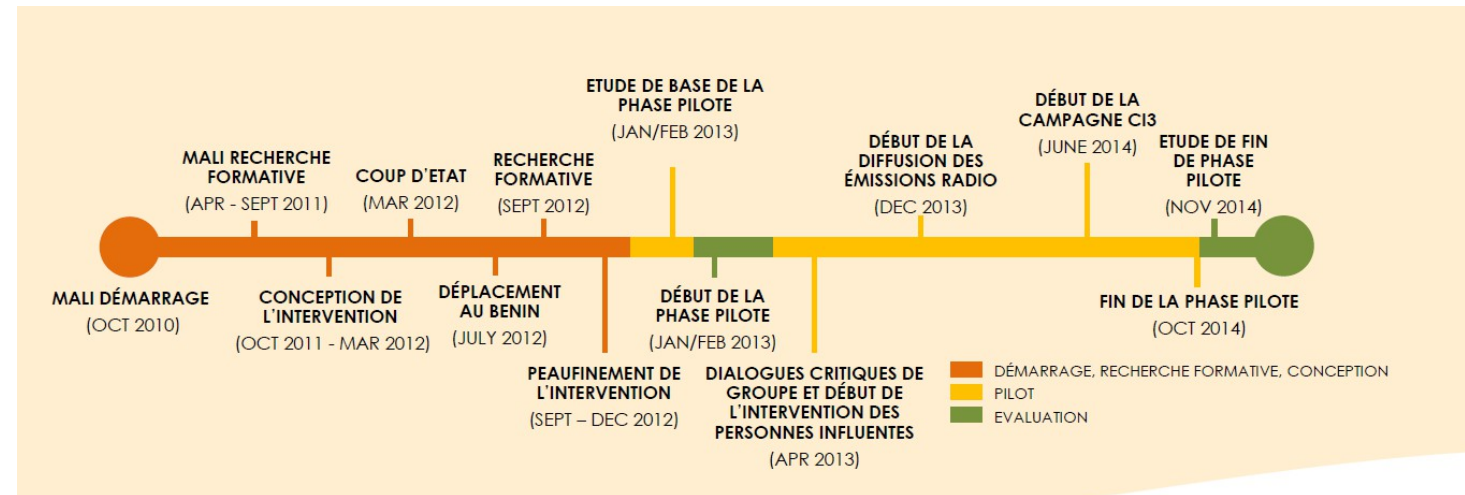 MALI DÉMARRAGE
(OCT 2010)
MALI RECHERCHE
FORMATIVE
(APR - SEPT 2011)
CONCEPTION DE
L'INTERVENTION
(OCT 2011 - MAR 2012)
COUP D'ETAT
(MAR 2012)
DÉPLACEMENT
AU BENIN
(JULY 2012)
RECHERCHE
FORMATIVE
(SEPT 2012)
PEAUFINEMENT DE
L'INTERVENTION
(SEPT – DEC 2012)
ETUDE DE BASE DE LA
PHASE PILOTE
(JAN/FEB 2013)
DÉBUT DE LA
PHASE PILOTE
(JAN/FEB 2013)
DIALOGUES CRITIQUES DE
GROUPE ET DÉBUT DE
L'INTERVENTION DES
PERSONNES INFLUENTES
(APR 2013)
DÉBUT DE LA
DIFFUSION DES
ÉMISSIONS RADIO
(DEC 2013)
DÉBUT DE LA
CAMPAGNE CI3
(JUNE 2014)
FIN DE LA PHASE PILOTE
(OCT 2014)
ETUDE DE FIN
DE PHASE
PILOTE
(NOV 2014)
DÉMARRAGE, RECHERCHE FORMATIVE, CONCEPTION
PILOT
EVALUATION